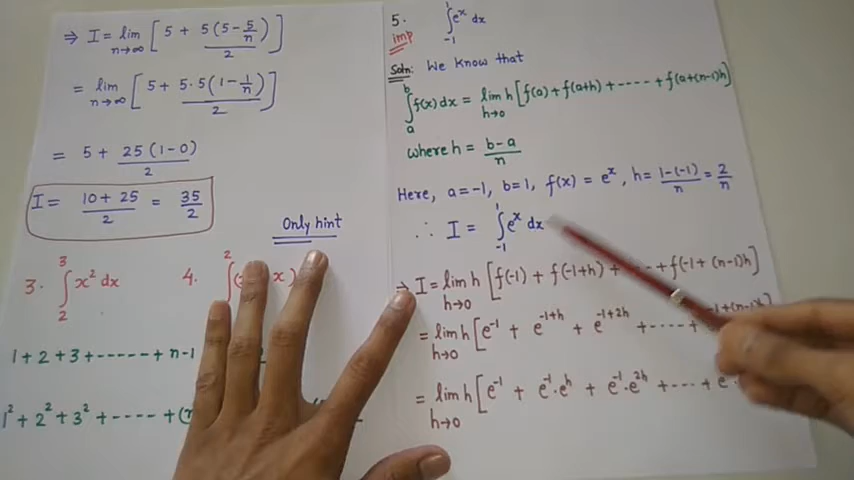 ⇒ I = lim n→∞ [5 + 5(5 - 5/n)/2]
= lim n→∞ [5 + 5·5(1 - 1/n)/2]
= 5 + 25(1-0)/2
I = 10+25/2 = 35/2
Only hint
3. ∫₂³ x² dx 4. ∫ ² x)
1 + 2 + 3 + ------ + n-1
1² + 2² + 3² + ---- +
5. ∫₋₁¹ eˣ dx
imp
Soln: We know that
∫ₐᵇ f(x) dx = lim h→0 h[f(a) + f(a+h) + ---- + f(a+(n-1)h]
where h = b-a/n
Here, a = -1, b = 1, f(x) = eˣ, h = 1-(-1)/n = 2/n
∴ I = ∫₋₁¹ eˣ dx
⇒ I = lim h→0 h[f(-1) + f(-1+h) + --- + f(-1 + (n-1)h]
= lim h→0 h[e⁻¹ + e⁻¹⁺ʰ + e⁻¹⁺²ʰ + ---- + -1+(n-1)h]
= lim h→0 h[e⁻¹ + e⁻¹·eʰ + e⁻¹·e²ʰ + --- + e